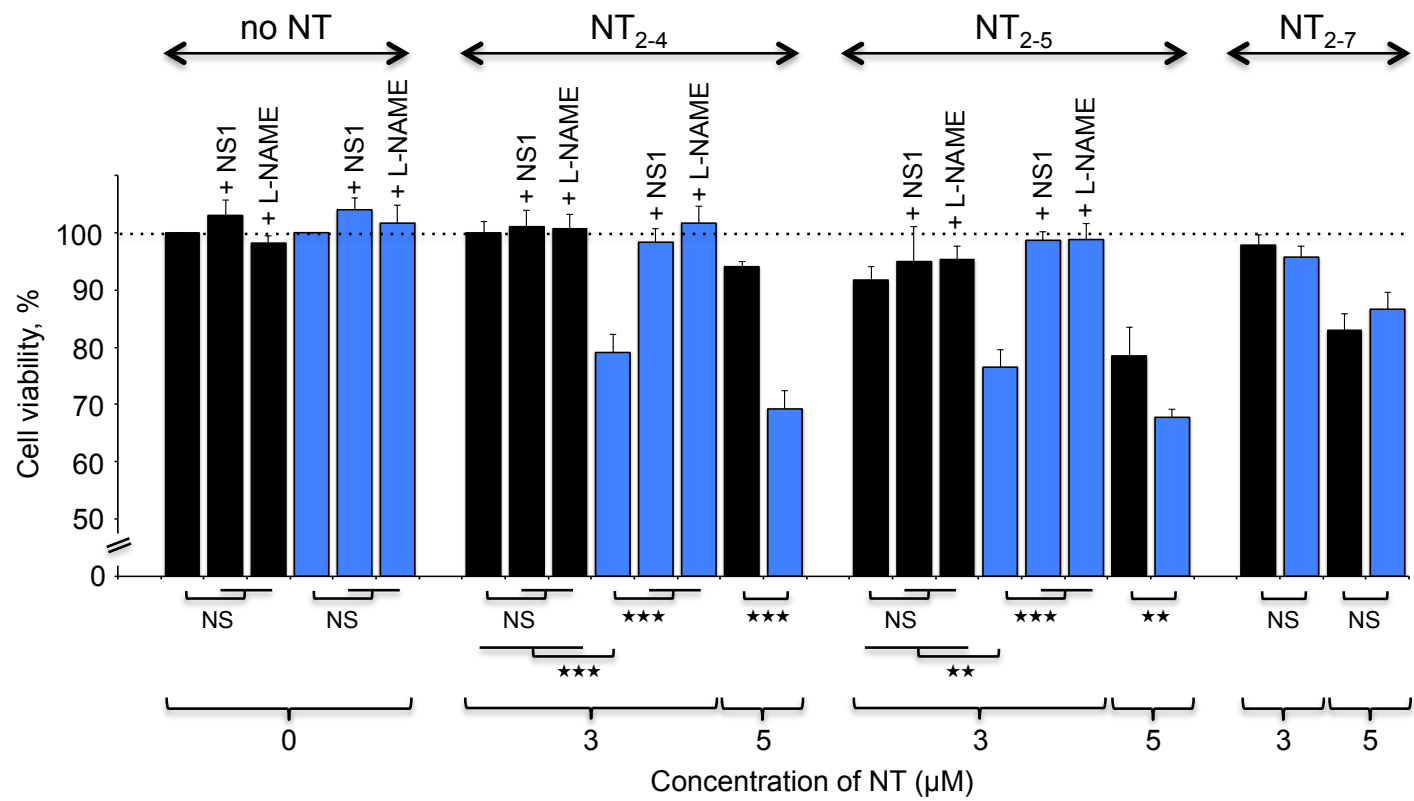 no NT
NT2-4
NT2-5
NT2-7
+ NS1
+ L-NAME
+ NS1
+ L-NAME
+ NS1
+ L-NAME
+ NS1
+ L-NAME
+ NS1
+ L-NAME
+ NS1
+ L-NAME
Cell viability, %
100
90
80
70
60
50
0
NS NS NS ★★★ ★★★ NS ★★★ ★★ NS NS
★★★ ★★
0 3 5 3 5 3 5
Concentration of NT (µM)